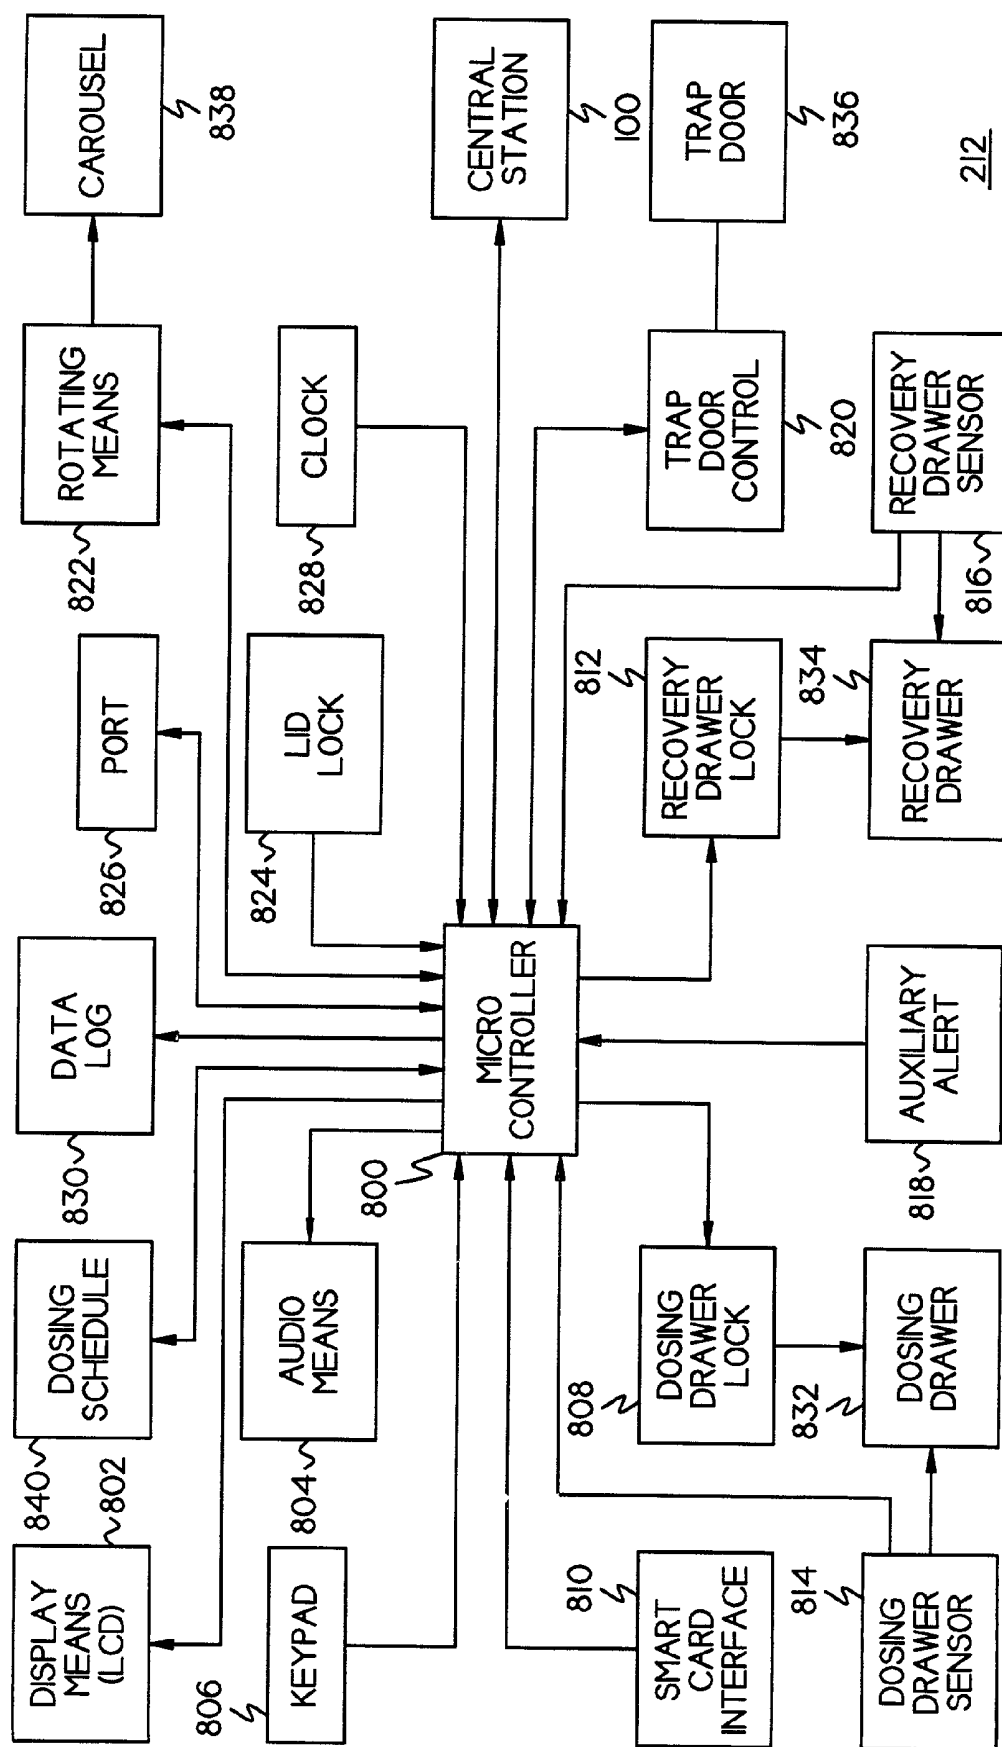 DISPLAY
MEANS
(LCD)
802
DOSING
SCHEDULE
840
DATA
LOG
830
PORT
826
ROTATING
MEANS
822
CAROUSEL
838
KEYPAD
806
AUDIO
MEANS
804
LID
LOCK
824
CLOCK
828
MICRO
CONTROLLER
800
CENTRAL
STATION
100
SMART
CARD
INTERFACE
810
DOSING
DRAWER
LOCK
808
RECOVERY
DRAWER
LOCK
812
TRAP
DOOR
CONTROL
820
TRAP
DOOR
836
DOSING
DRAWER
SENSOR
814
DOSING
DRAWER
832
AUXILIARY
ALERT
818
RECOVERY
DRAWER
834
RECOVERY
DRAWER
SENSOR
816
212